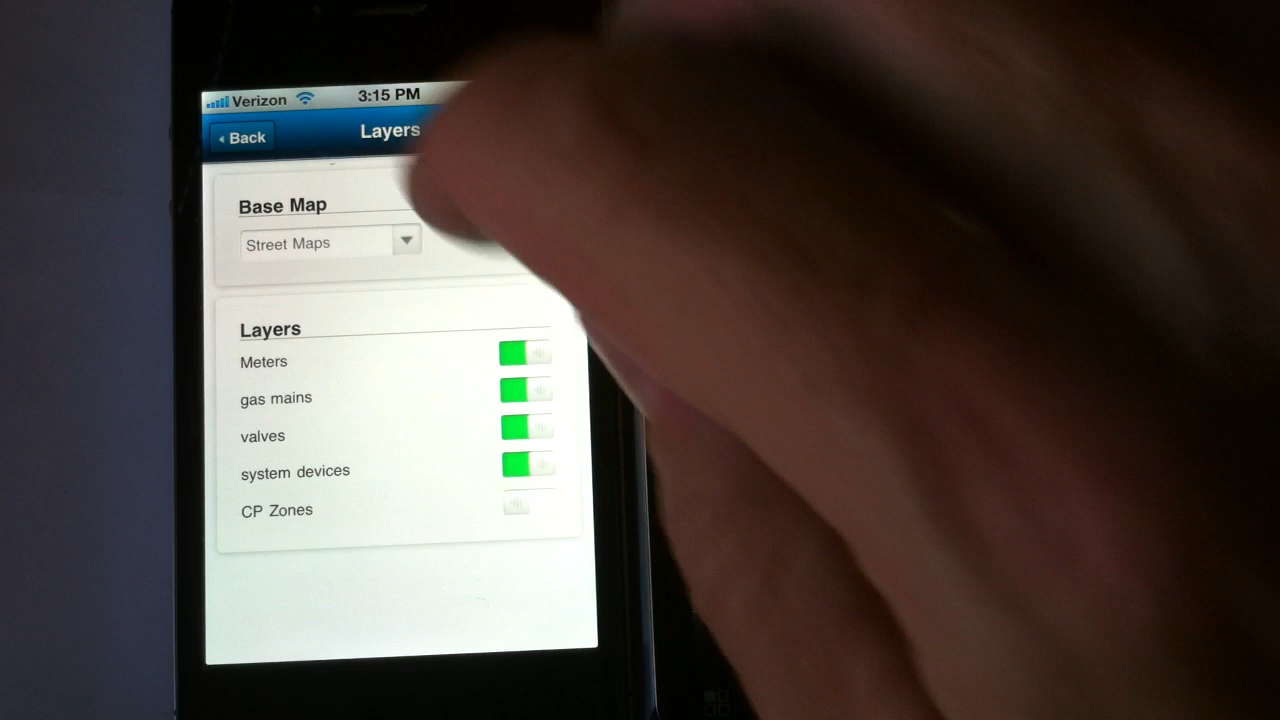 Verizon 3:15 PM
Back Layers
Base Map
Street Maps
Layers
Meters
gas mains
valves
system devices
CP Zones